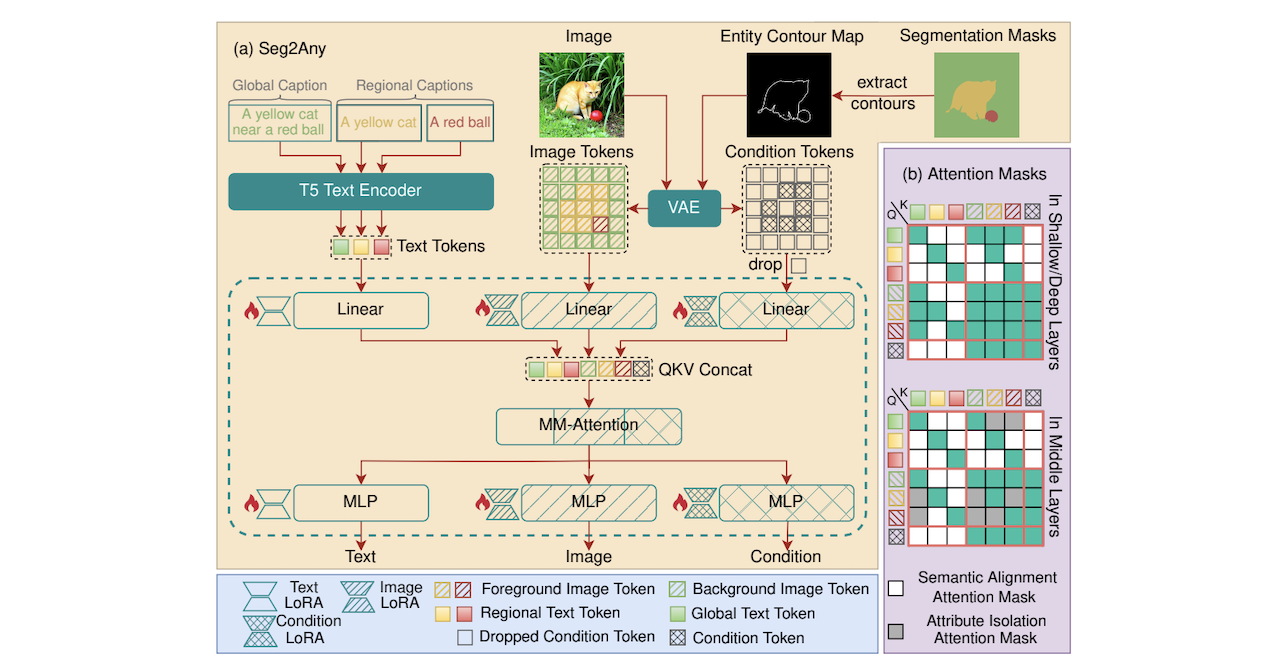 (a) Seg2Any
Image
Entity Contour Map
Segmentation Masks
Global Caption
Regional Captions
A yellow cat
near a red ball
A yellow cat
A red ball
extract
contours
Image Tokens
Condition Tokens
T5 Text Encoder
VAE
Text Tokens
drop
Linear
Linear
Linear
QKV Concat
MM-Attention
MLP
MLP
MLP
Text
Image
Condition
(b) Attention Masks
K
Q
In Shallow/Deep Layers
K
Q
In Middle Layers
Semantic Alignment
Attention Mask
Attribute Isolation
Attention Mask
Text
LoRA
Image
LoRA
Condition
LoRA
Foreground Image Token
Background Image Token
Regional Text Token
Global Text Token
Dropped Condition Token
Condition Token